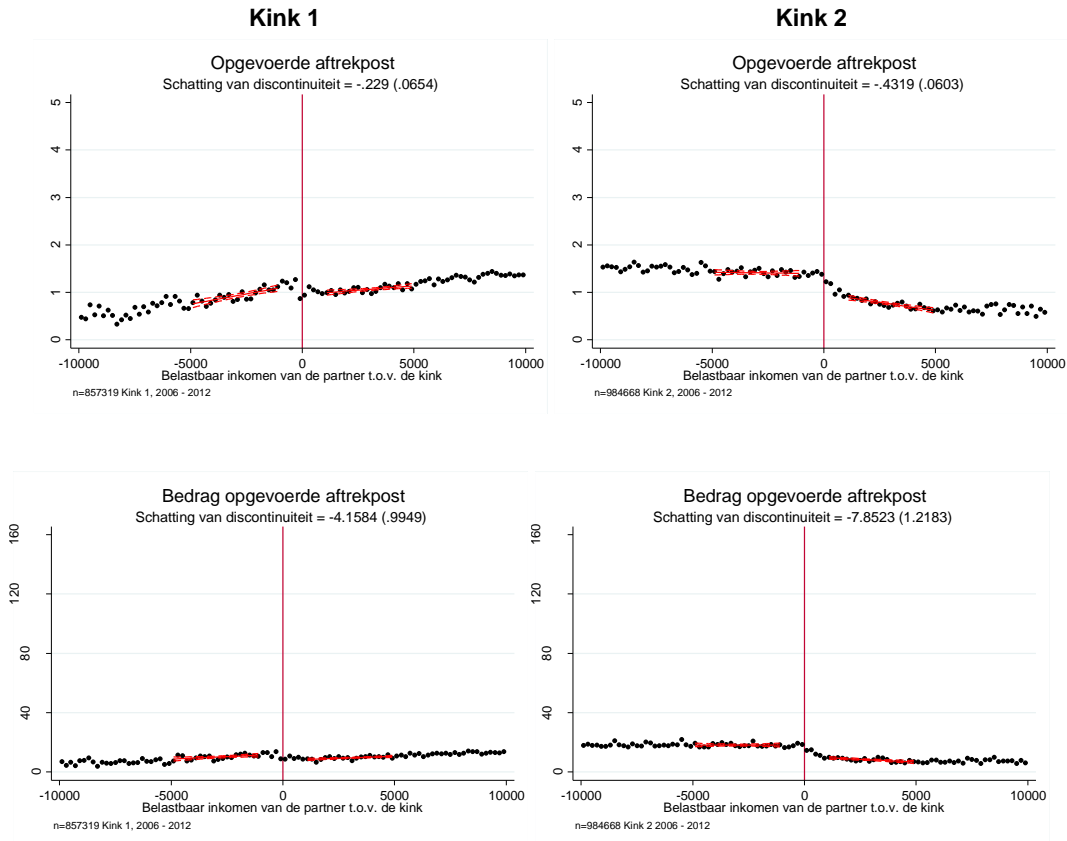 Kink 1
Kink 2
Opgevoerde aftrekpost
Schatting van discontinuiteit = -.229 (.0654)
5
4
3
2
1
0
-10000 -5000 0 5000 10000
Belastbaar inkomen van de partner t.o.v. de kink
n=857319 Kink 1, 2006 - 2012
Opgevoerde aftrekpost
Schatting van discontinuiteit = -.4319 (.0603)
5
4
3
2
1
0
-10000 -5000 0 5000 10000
Belastbaar inkomen van de partner t.o.v. de kink
n=984668 Kink 2, 2006 - 2012
Bedrag opgevoerde aftrekpost
Schatting van discontinuiteit = -4.1584 (.9949)
160
120
80
40
0
-10000 -5000 0 5000 10000
Belastbaar inkomen van de partner t.o.v. de kink
n=857319 Kink 1, 2006 - 2012
Bedrag opgevoerde aftrekpost
Schatting van discontinuiteit = -7.8523 (1.2183)
160
120
80
40
0
-10000 -5000 0 5000 10000
Belastbaar inkomen van de partner t.o.v. de kink
n=984668 Kink 2 2006 - 2012